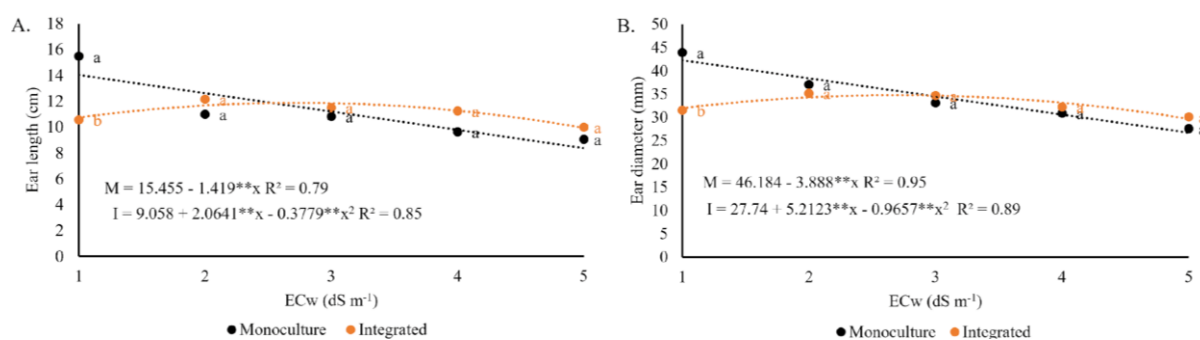 A.
Ear length (cm)
18
16
14
12
10
8
6
4
2
0
a
b
a
a
a
a
a
a
a
a
M = 15.455 - 1.419**x R² = 0.79
I = 9.058 + 2.0641**x - 0.3779**x² R² = 0.85
1 2 3 4 5
ECw (dS m⁻¹)
Monoculture Integrated
B.
Ear diameter (mm)
50
45
40
35
30
25
20
15
10
5
0
a
b
a
a
a
a
a
a
M = 46.184 - 3.888**x R² = 0.95
I = 27.74 + 5.2123**x - 0.9657**x² R² = 0.89
1 2 3 4 5
ECw (dS m⁻¹)
Monoculture Integrated